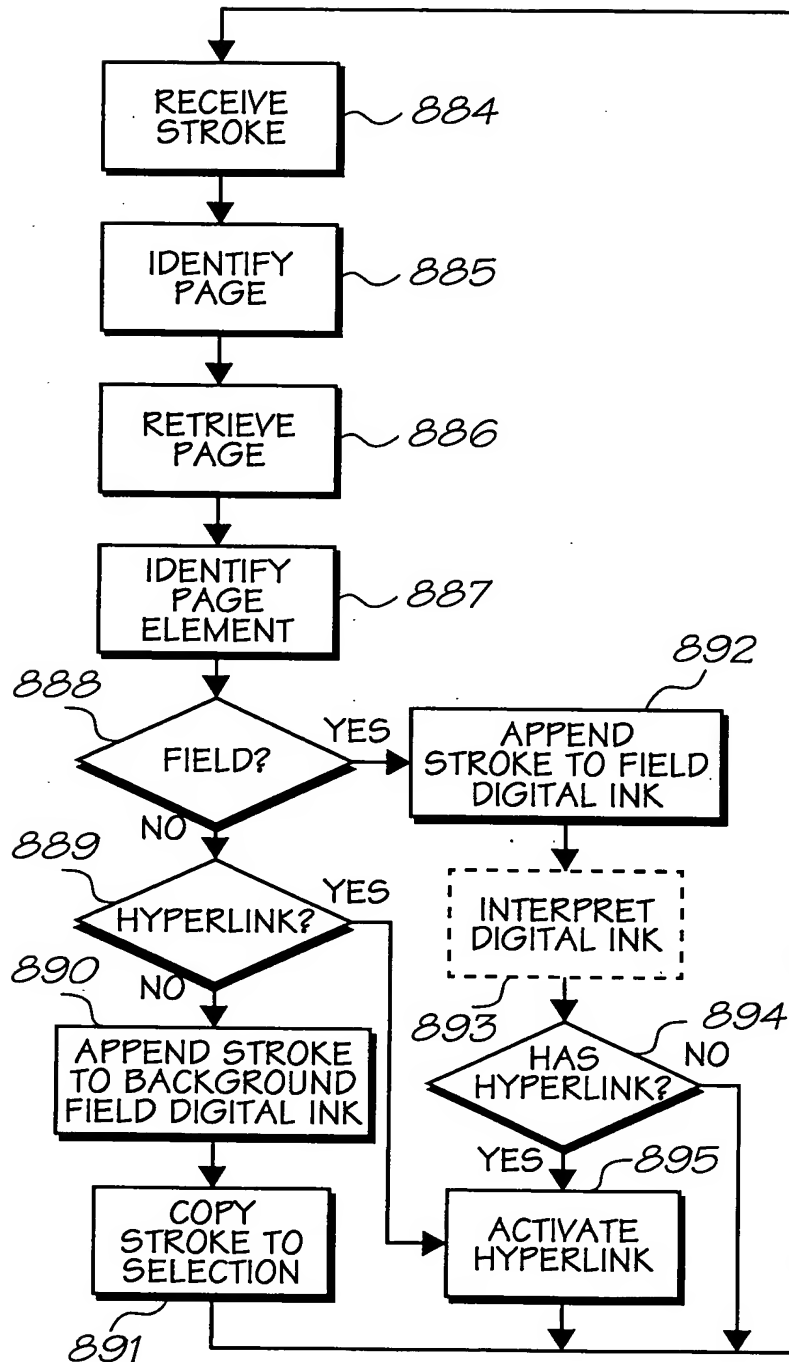 RECEIVE
STROKE
884
IDENTIFY
PAGE
885
RETRIEVE
PAGE
886
IDENTIFY
PAGE
ELEMENT
887
888
FIELD?
YES
NO
892
APPEND
STROKE TO FIELD
DIGITAL INK
889
HYPERLINK?
YES
NO
INTERPRET
DIGITAL INK
893
890
APPEND STROKE
TO BACKGROUND
FIELD DIGITAL INK
894
HAS
HYPERLINK?
NO
YES
895
COPY
STROKE TO
SELECTION
891
ACTIVATE
HYPERLINK